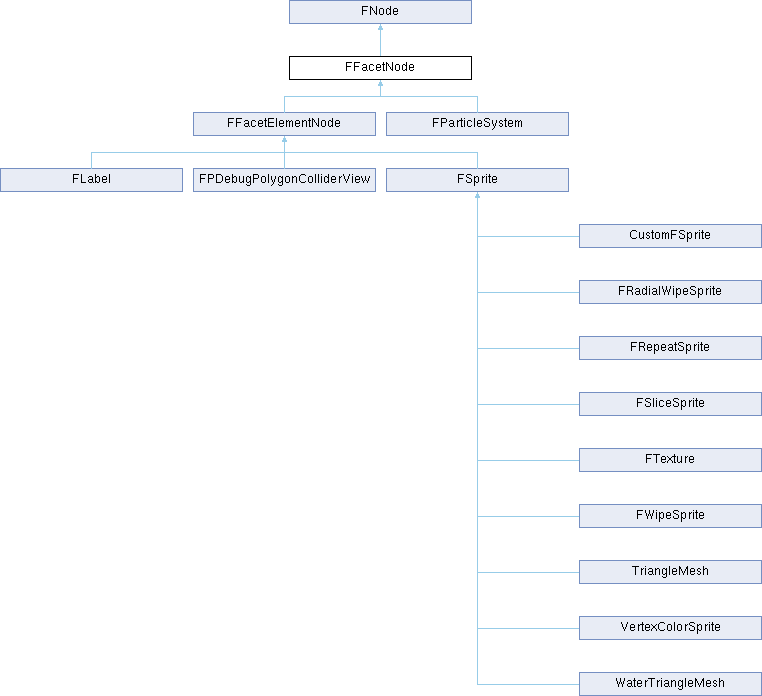 FNode
FFacetNode
FFacetElementNode
FParticleSystem
FLabel
FPDebugPolygonColliderView
FSprite
CustomFSprite
FRadialWipeSprite
FRepeatSprite
FSliceSprite
FTexture
FWipeSprite
TriangleMesh
VertexColorSprite
WaterTriangleMesh